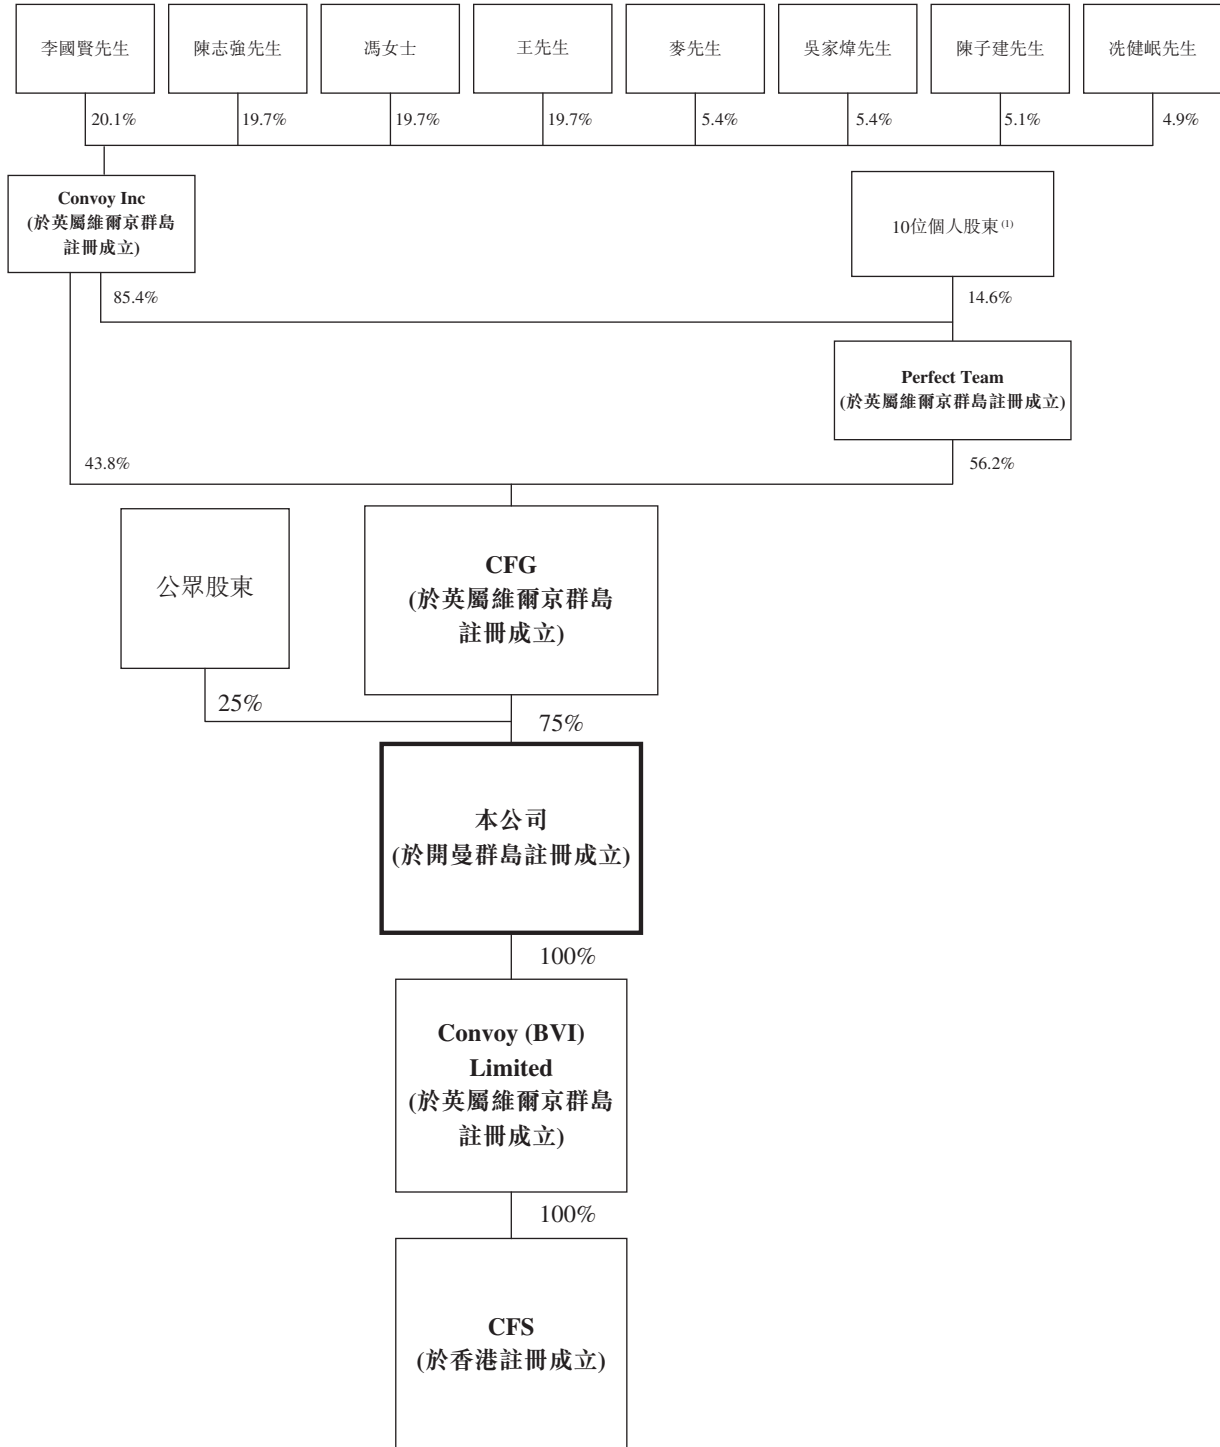 李國賢先生
陳志強先生
馮女士
王先生
麥先生
吳家煒先生
陳子建先生
冼健岷先生
20.1%
19.7%
19.7%
19.7%
5.4%
5.4%
5.1%
4.9%
Convoy Inc
(於英屬維爾京群島
註冊成立)
10位個人股東(1)
85.4%
14.6%
Perfect Team
(於英屬維爾京群島註冊成立)
43.8%
56.2%
公眾股東
CFG
(於英屬維爾京群島
註冊成立)
25%
75%
本公司
(於開曼群島註冊成立)
100%
Convoy (BVI)
Limited
(於英屬維爾京群島
註冊成立)
100%
CFS
(於香港註冊成立)